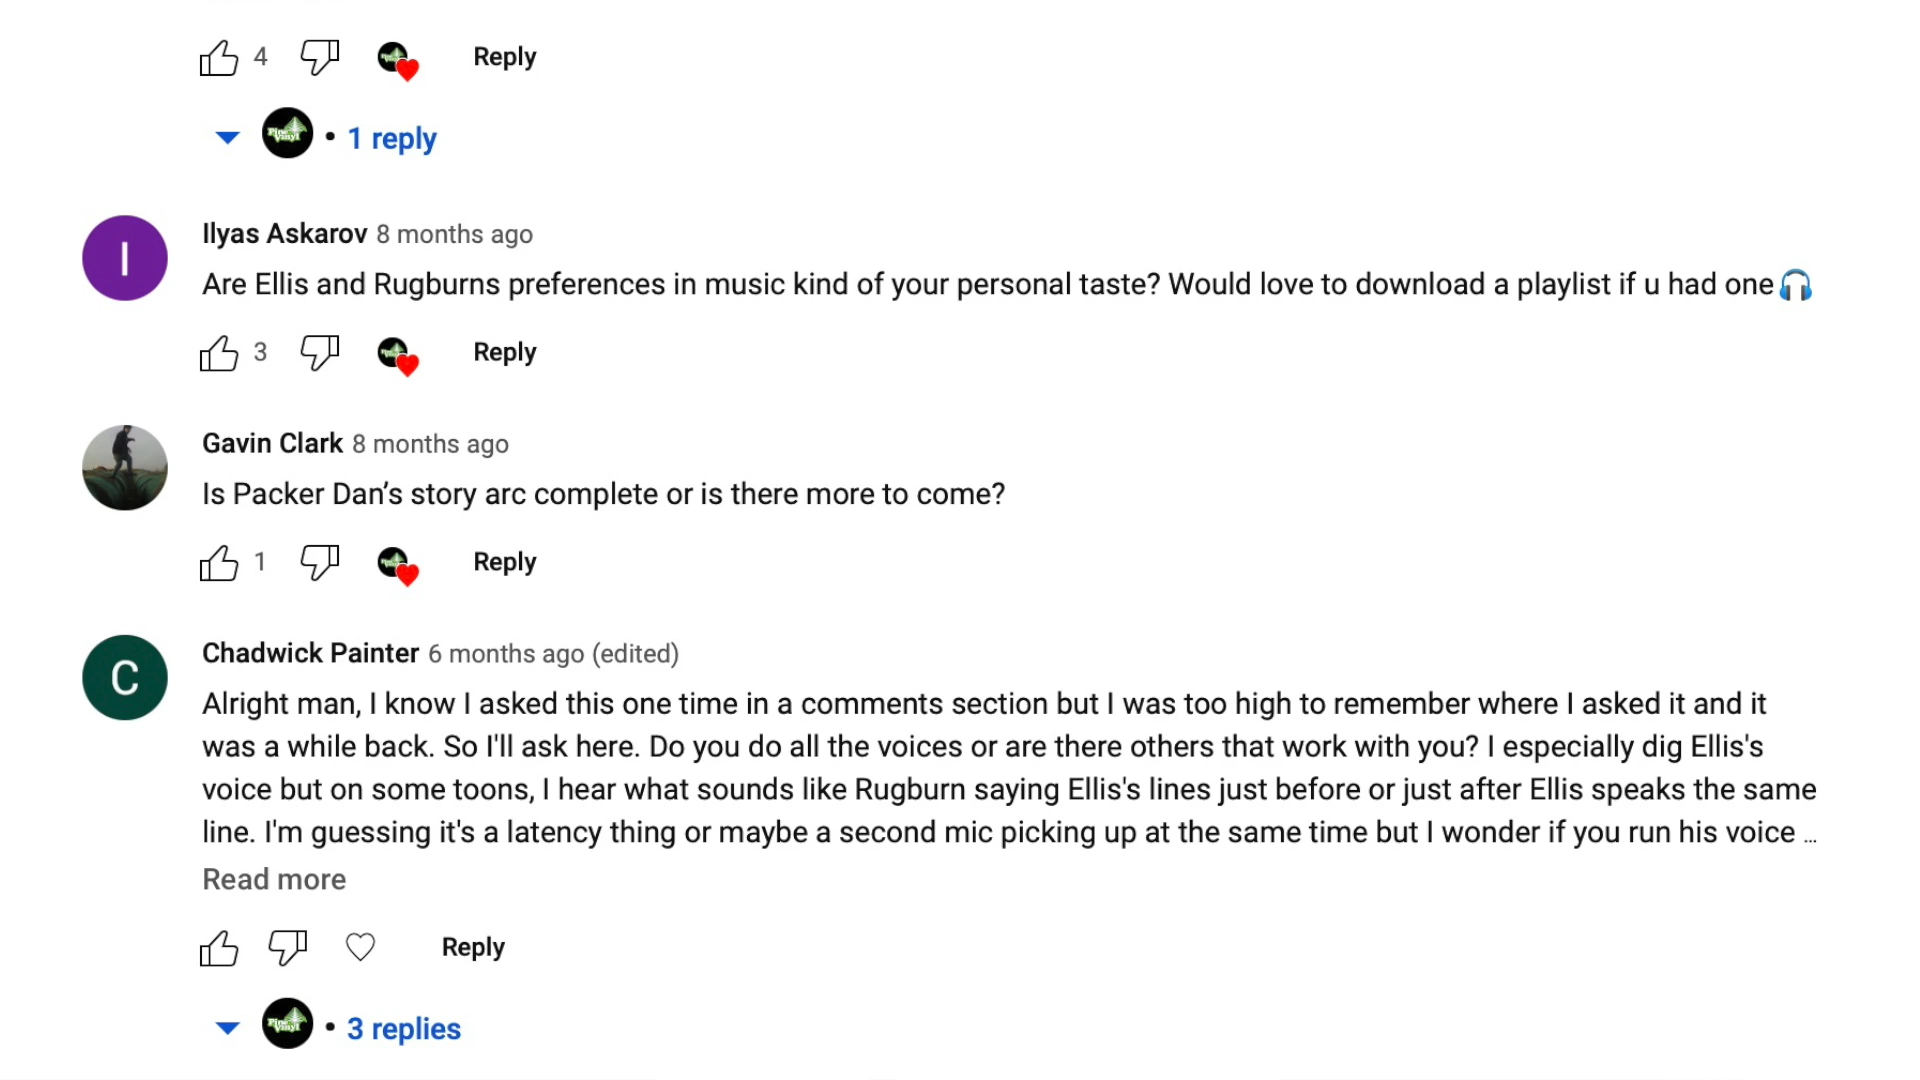 4 Reply
Pine Vinyl • 1 reply
I
Ilyas Askarov 8 months ago
Are Ellis and Rugburns preferences in music kind of your personal taste? Would love to download a playlist if u had one🎧
3 Reply
Gavin Clark 8 months ago
Is Packer Dan’s story arc complete or is there more to come?
1 Reply
C
Chadwick Painter 6 months ago (edited)
Alright man, I know I asked this one time in a comments section but I was too high to remember where I asked it and it
was a while back. So I'll ask here. Do you do all the voices or are there others that work with you? I especially dig Ellis's
voice but on some toons, I hear what sounds like Rugburn saying Ellis's lines just before or just after Ellis speaks the same
line. I'm guessing it's a latency thing or maybe a second mic picking up at the same time but I wonder if you run his voice ...
Read more
Reply
Pine Vinyl • 3 replies